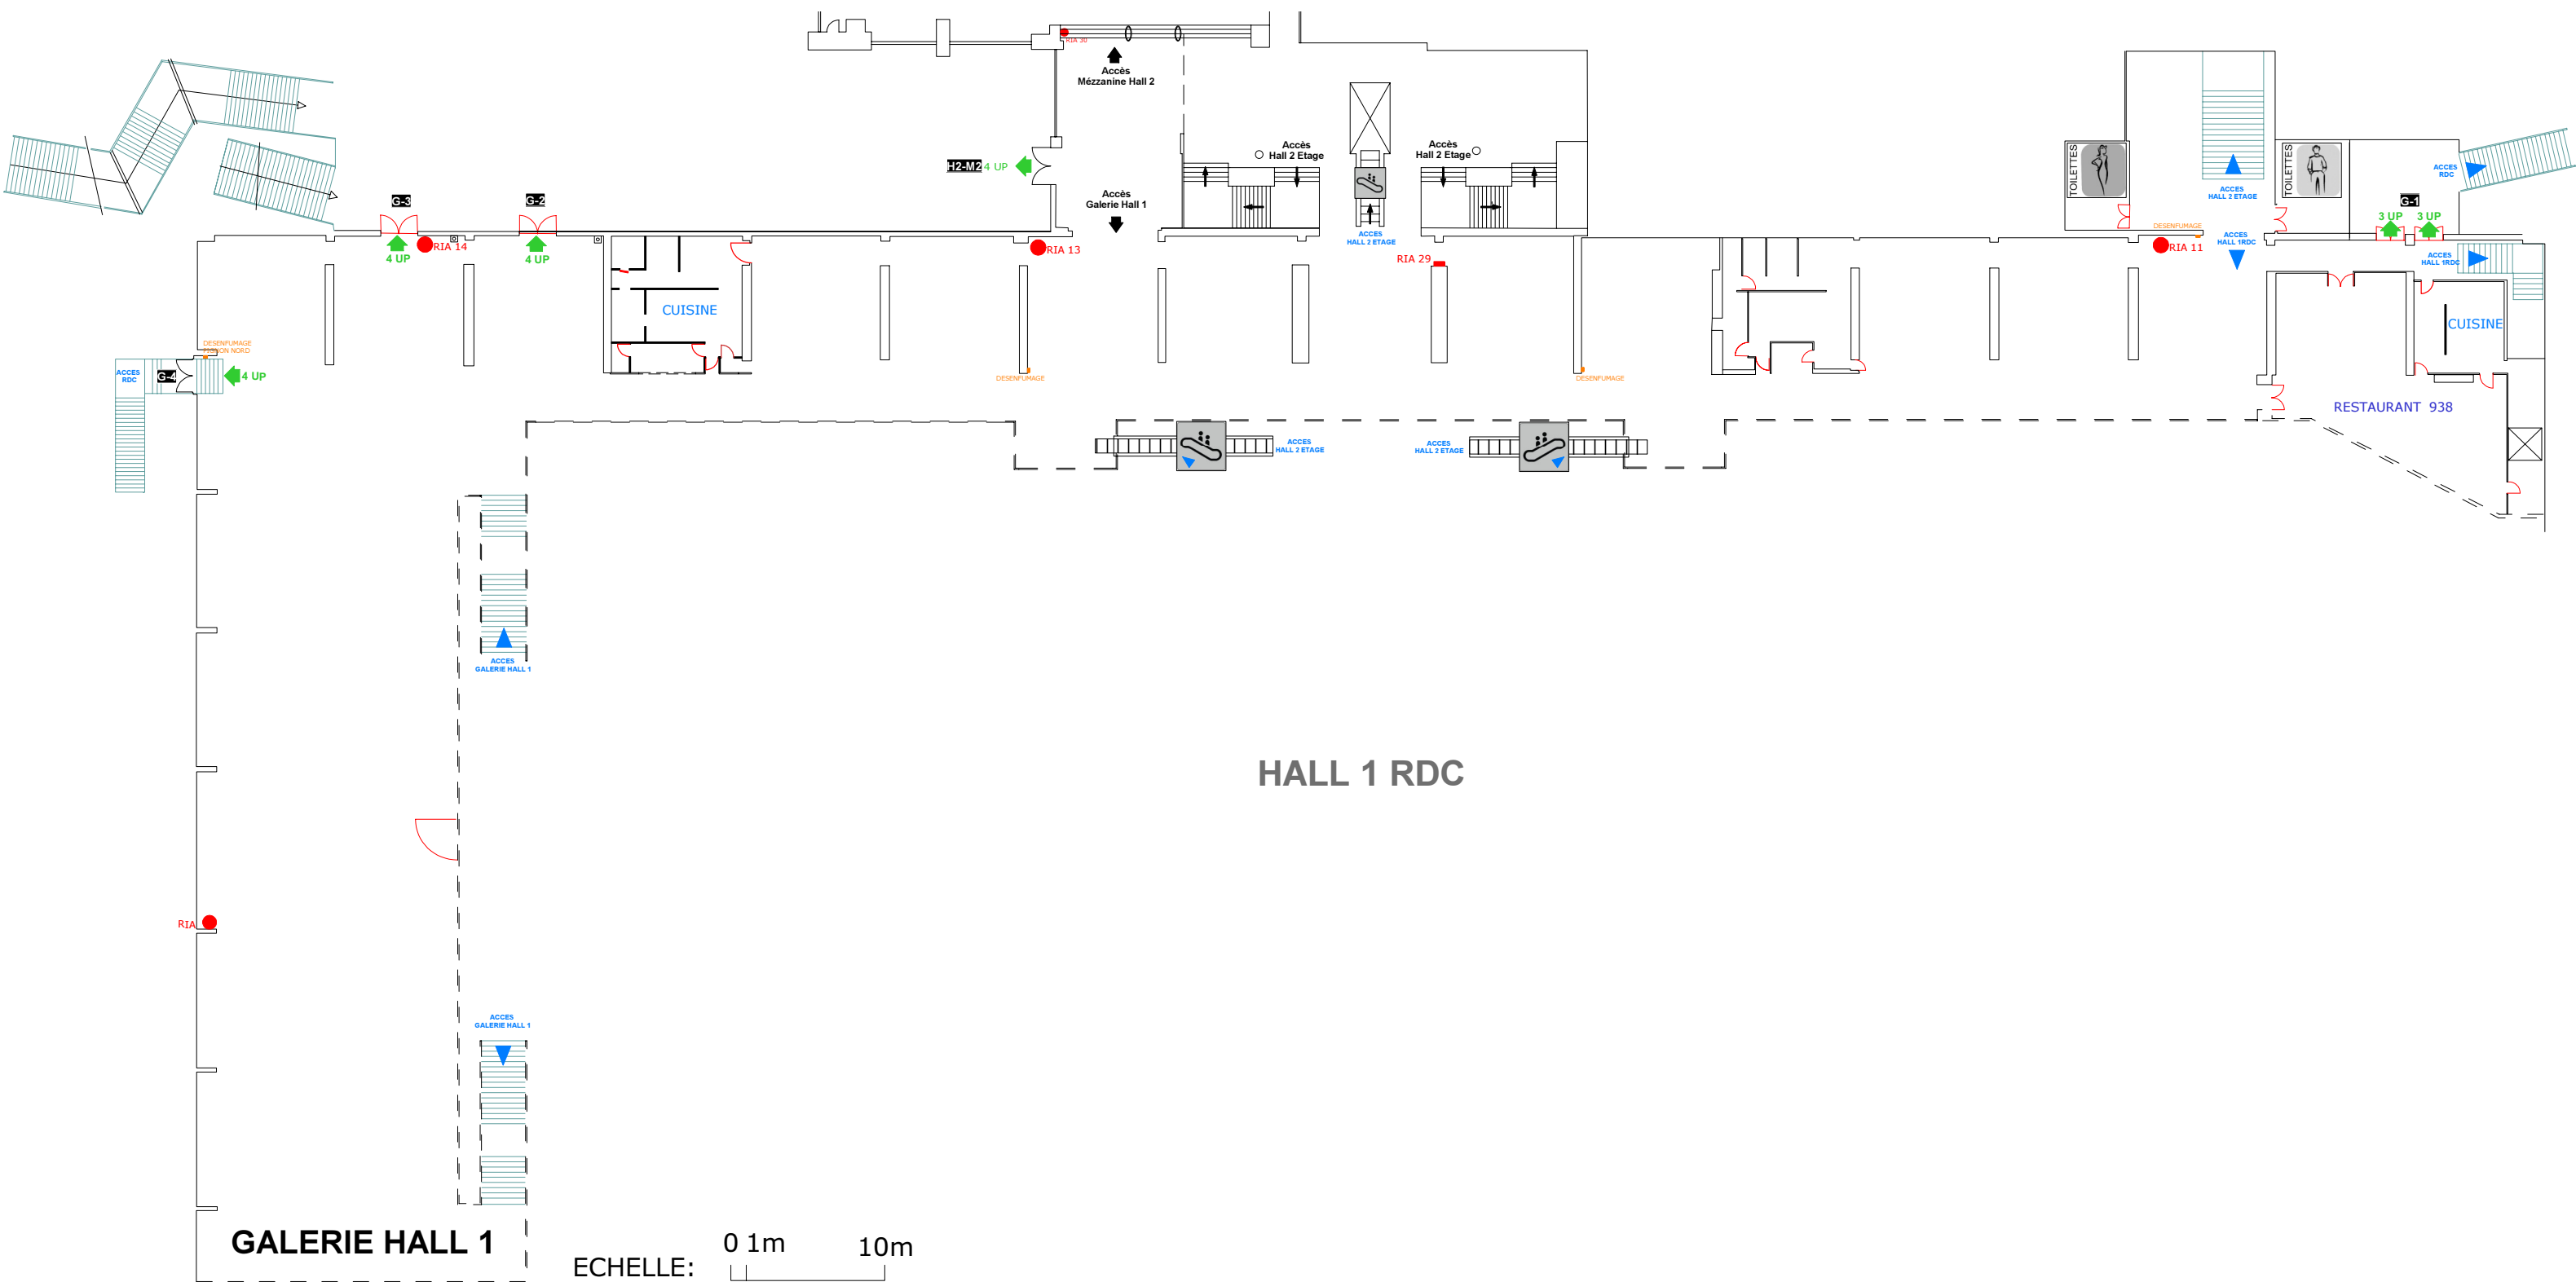 RIA 30
Accès
Mézzanine Hall 2
H2-M2 4 UP
Accès
Galerie Hall 1
Accès
Hall 2 Etage
Accès
Hall 2 Etage
ACCES
HALL 2 ETAGE
TOILETTES
ACCES
HALL 2 ETAGE
TOILETTES
ACCES
RDC
G-3
G-2
G-1
3 UP
3 UP
DESENFUMAGE
ACCES
HALL 1RDC
RIA 14
4 UP
4 UP
RIA 13
RIA 29
RIA 11
ACCES
HALL 1RDC
CUISINE
CUISINE
DESENFUMAGE
PIGNON NORD
ACCES
RDC
G-4
4 UP
DESENFUMAGE
DESENFUMAGE
RESTAURANT 938
ACCES
HALL 2 ETAGE
ACCES
HALL 2 ETAGE
ACCES
GALERIE HALL 1
HALL 1 RDC
RIA
ACCES
GALERIE HALL 1
GALERIE HALL 1
ECHELLE:
0 1m
10m